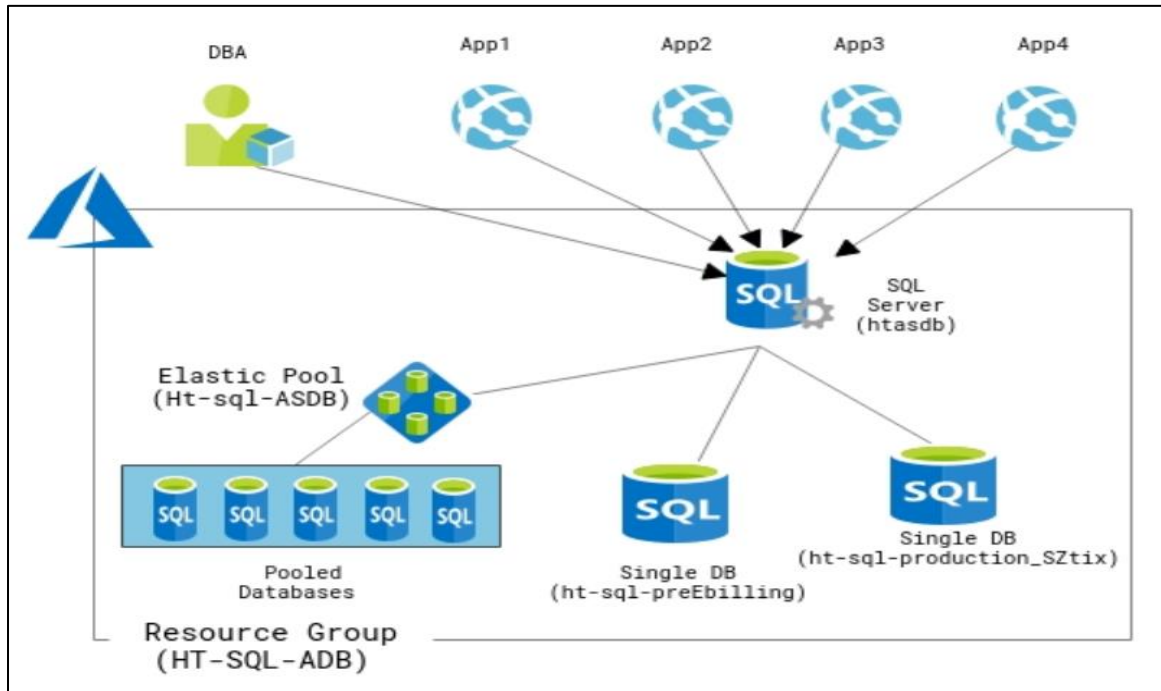 DBA
App1
App2
App3
App4
SQL
SQL
Server
(htasdb)
Elastic Pool
(Ht-sql-ASDB)
SQL
SQL
SQL
SQL
SQL
Pooled
Databases
SQL
Single DB
(ht-sql-preEbilling)
SQL
Single DB
(ht-sql-production_SZtix)
Resource Group
(HT-SQL-ADB)